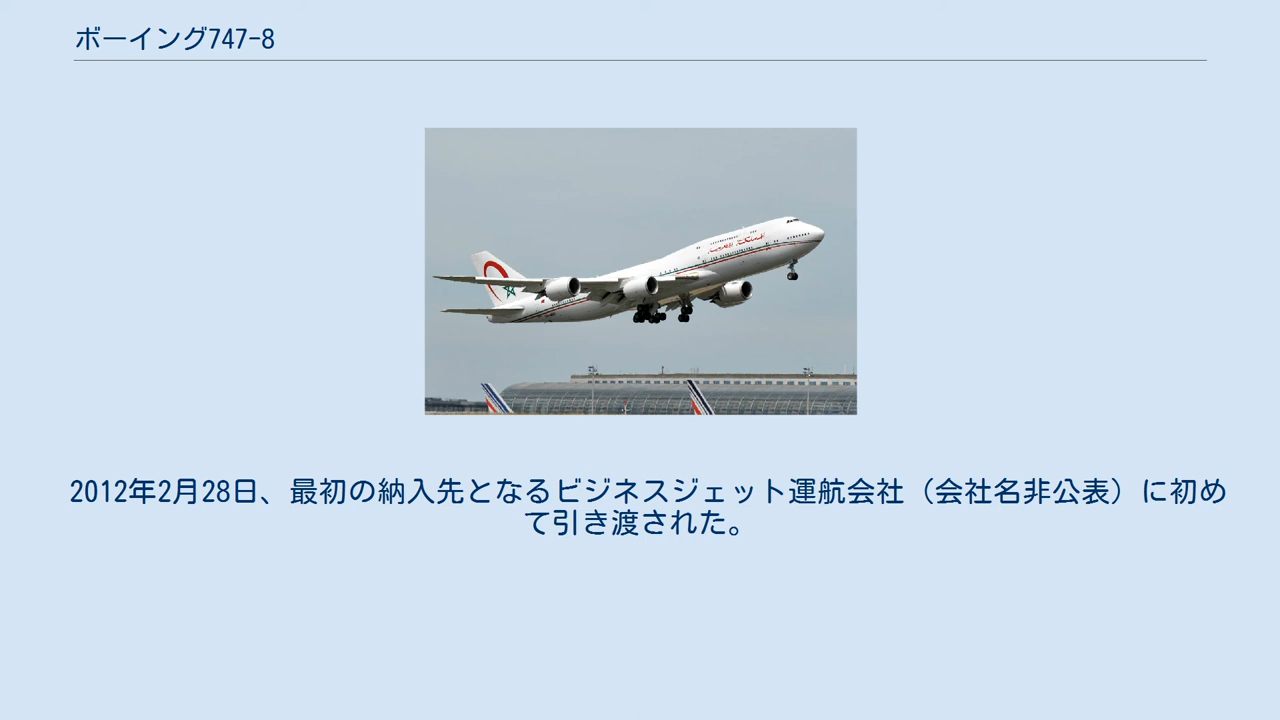 ボーイング747-8
2012年2月28日、最初の納入先となるビジネスジェット運航会社（会社名非公表）に初め
て引き渡された。